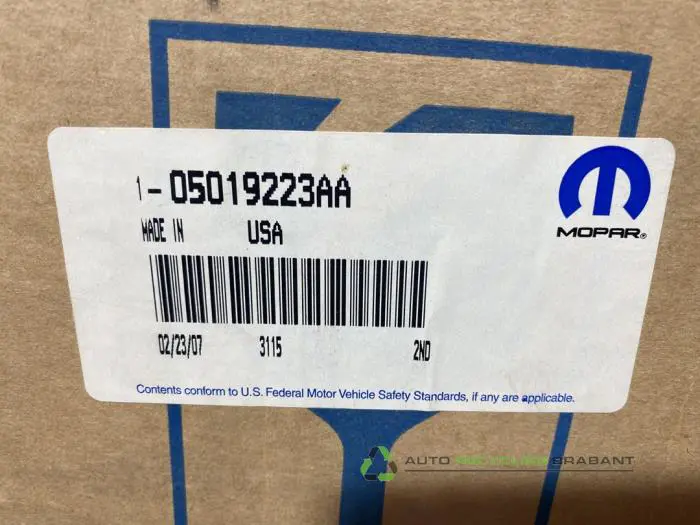 1-05019223AA
MADE IN USA
MOPAR®
02/23/07 3115 2ND
Contents conform to U.S. Federal Motor Vehicle Safety Standards, if any are applicable.
AUTO RECYCLING BRABANT